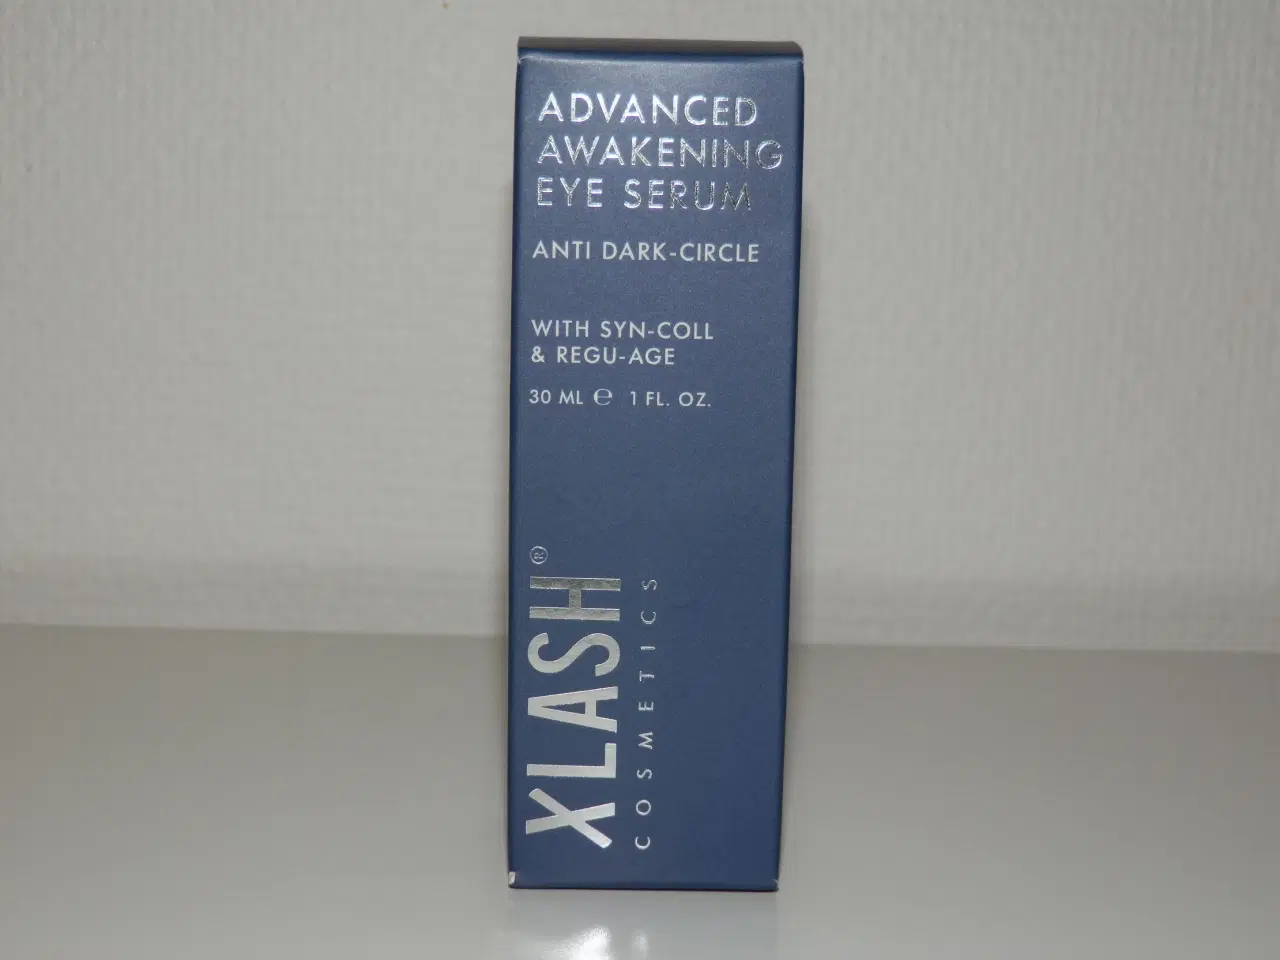 ADVANCED
AWAKENING
EYE SERUM
ANTI DARK-CIRCLE
WITH SYN-COLL
& REGU-AGE
30 ML ℮ 1 FL. OZ.
XLASH®
COSMETICS